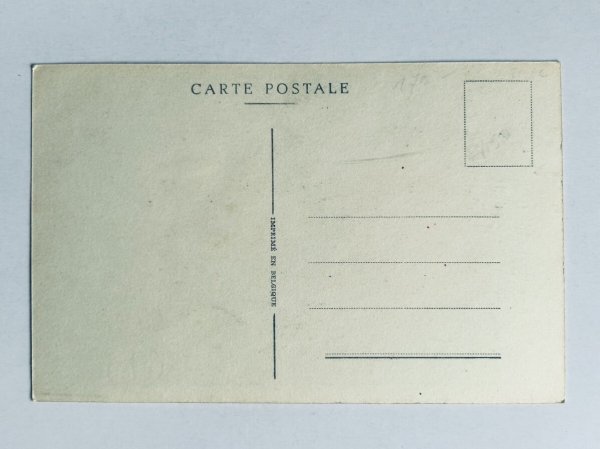 CARTE POSTALE
IMPRIMÉ EN BELGIQUE